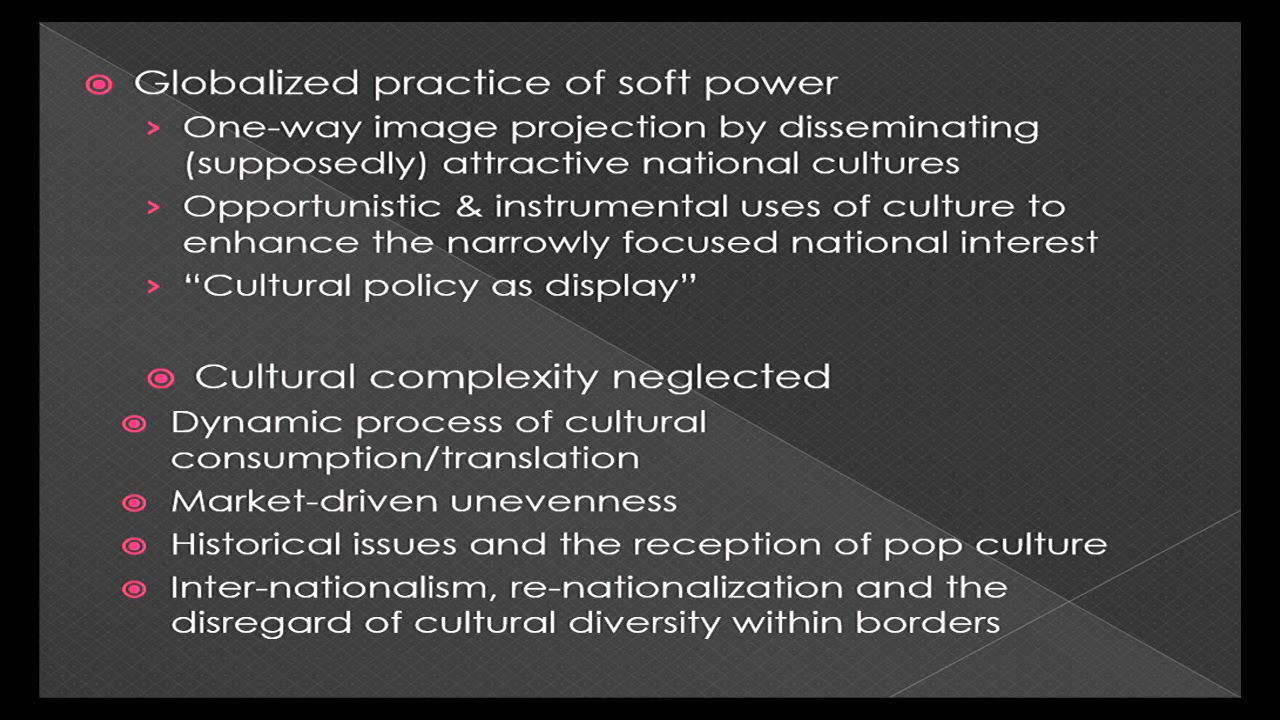 Globalized practice of soft power
One-way image projection by disseminating
(supposedly) attractive national cultures
Opportunistic & instrumental uses of culture to
enhance the narrowly focused national interest
“Cultural policy as display”
Cultural complexity neglected
Dynamic process of cultural
consumption/translation
Market-driven unevenness
Historical issues and the reception of pop culture
Inter-nationalism, re-nationalization and the
disregard of cultural diversity within borders